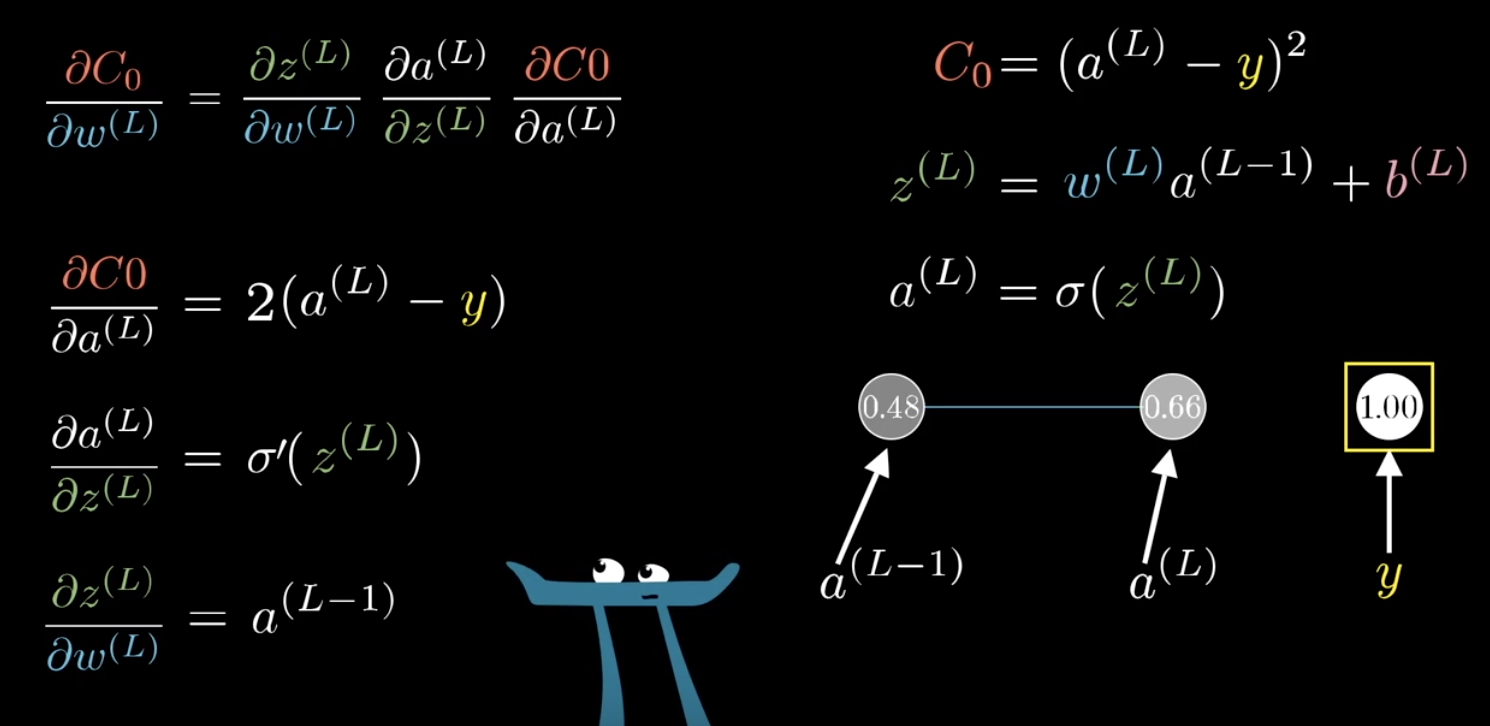 ∂C₀/∂w⁽ᴸ⁾ = ∂z⁽ᴸ⁾/∂w⁽ᴸ⁾ ∂a⁽ᴸ⁾/∂z⁽ᴸ⁾ ∂C0/∂a⁽ᴸ⁾
∂C0/∂a⁽ᴸ⁾ = 2(a⁽ᴸ⁾ − y)
∂a⁽ᴸ⁾/∂z⁽ᴸ⁾ = σ′(z⁽ᴸ⁾)
∂z⁽ᴸ⁾/∂w⁽ᴸ⁾ = a⁽ᴸ⁻¹⁾
C₀ = (a⁽ᴸ⁾ − y)²
z⁽ᴸ⁾ = w⁽ᴸ⁾a⁽ᴸ⁻¹⁾ + b⁽ᴸ⁾
a⁽ᴸ⁾ = σ(z⁽ᴸ⁾)
0.48 0.66 1.00
a⁽ᴸ⁻¹⁾ a⁽ᴸ⁾ y